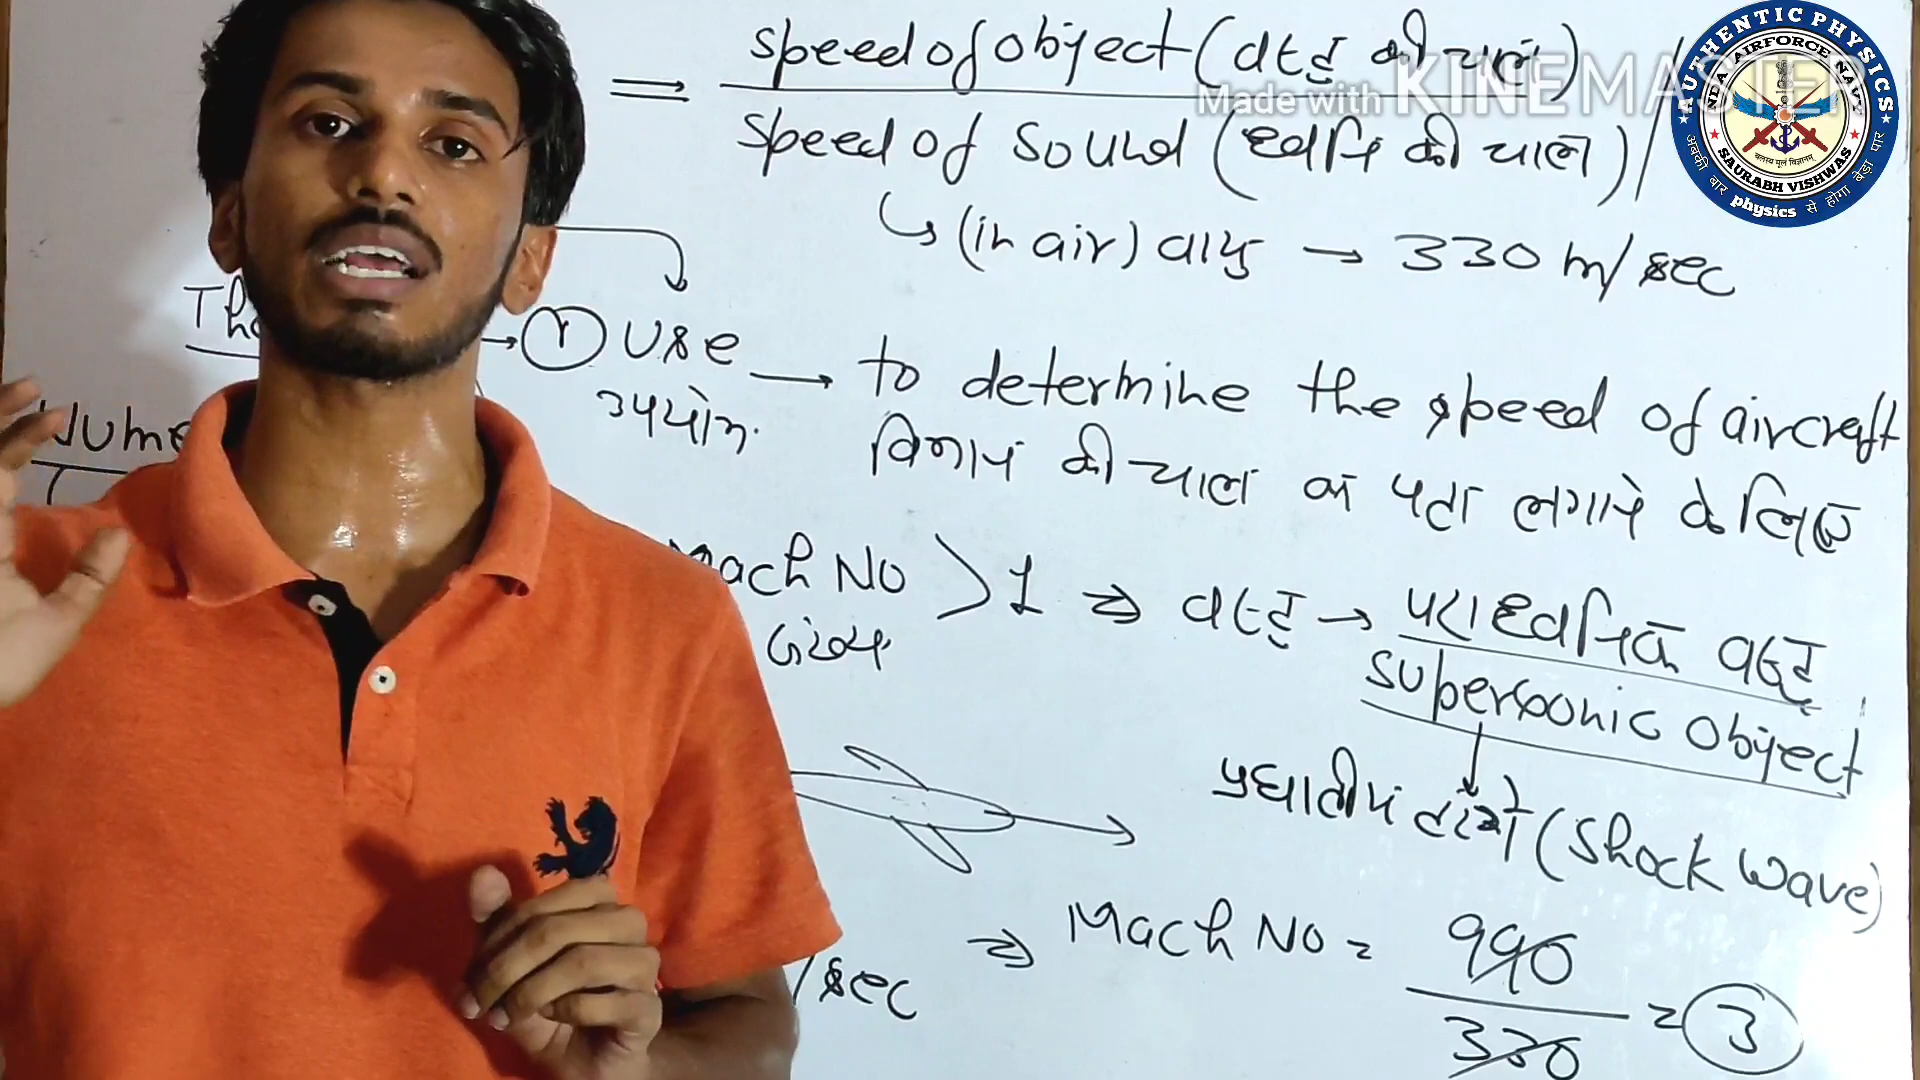 ⇒ speed of object (वस्तु की चाल)
speed of sound (ध्वनि की चाल)
Made with KINEMASTER
AUTHENTIC PHYSICS
NDA AIRFORCE NAVY
SAURABH VISHWAS
अबकी बार physics से होगा बेड़ा पार
↳ (in air) वायु → 330 m/sec
→ ① Use → to determine the speed of aircraft
उपयोग विमान की चाल का पता लगाने के लिए
Nume
Mach No > 1 ⇒ वस्तु → पराध्वनिक वस्तु
संख्या supersonic object
प्रघाती तरंगे (Shock wave)
/sec ⇒ Mach No = 990
330 = 3